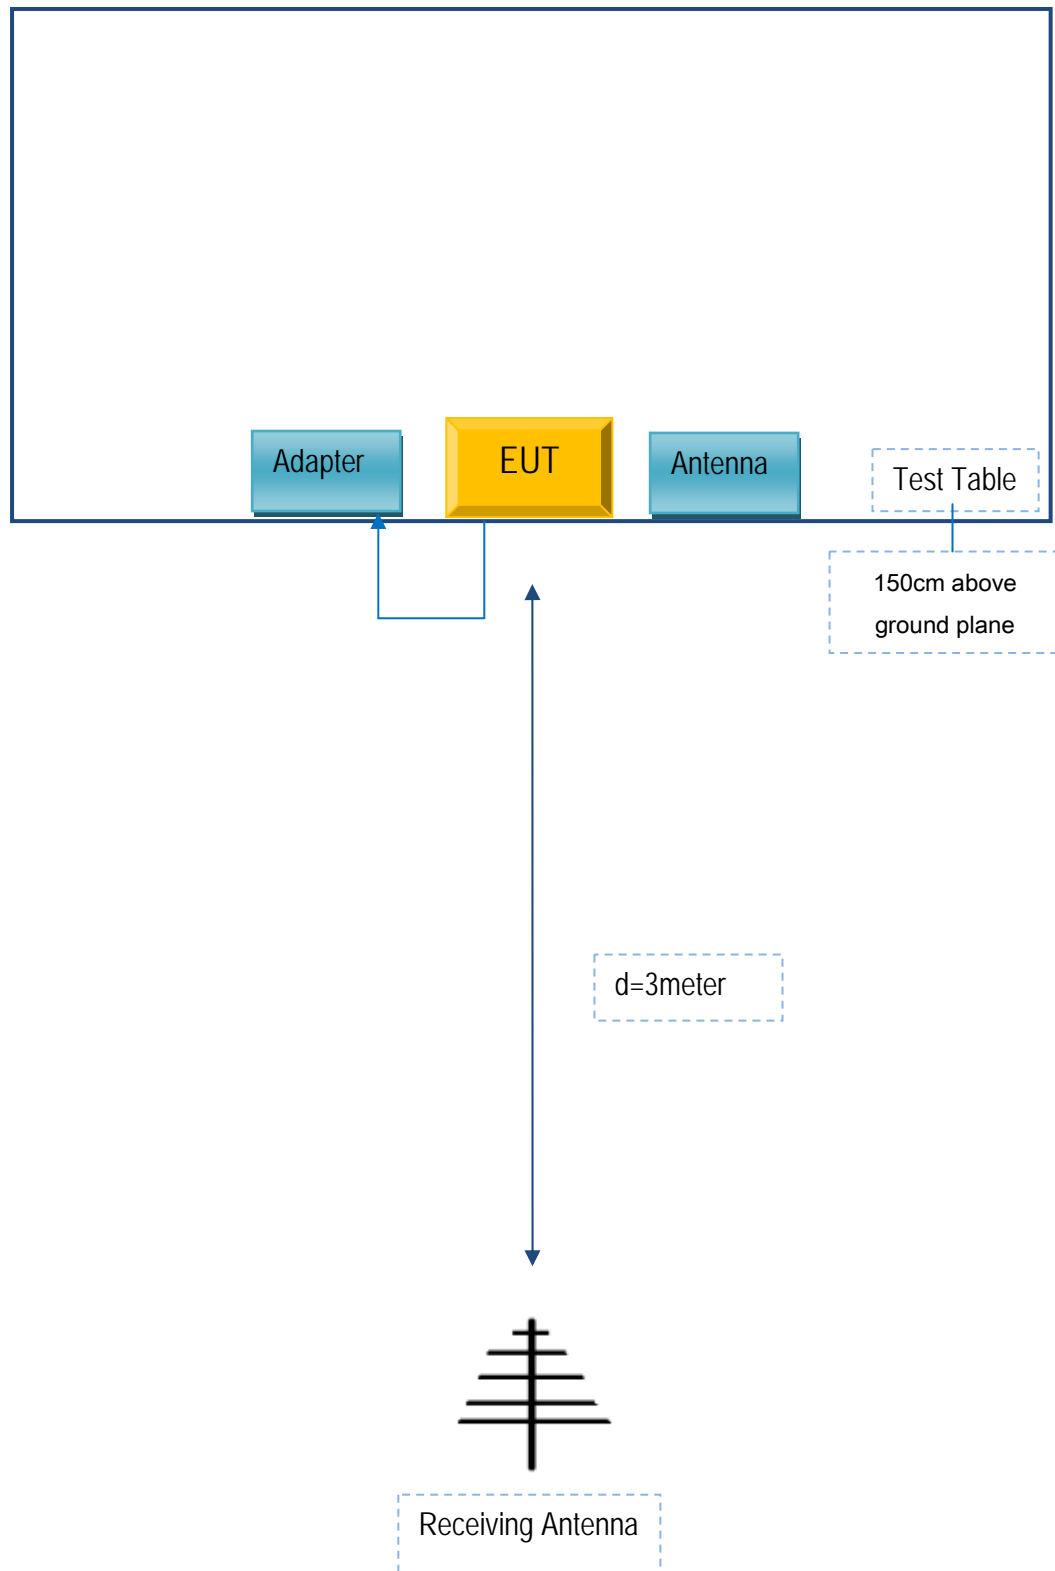 Adapter
EUT
Antenna
Test Table
150cm above
ground plane
d=3meter
Receiving Antenna